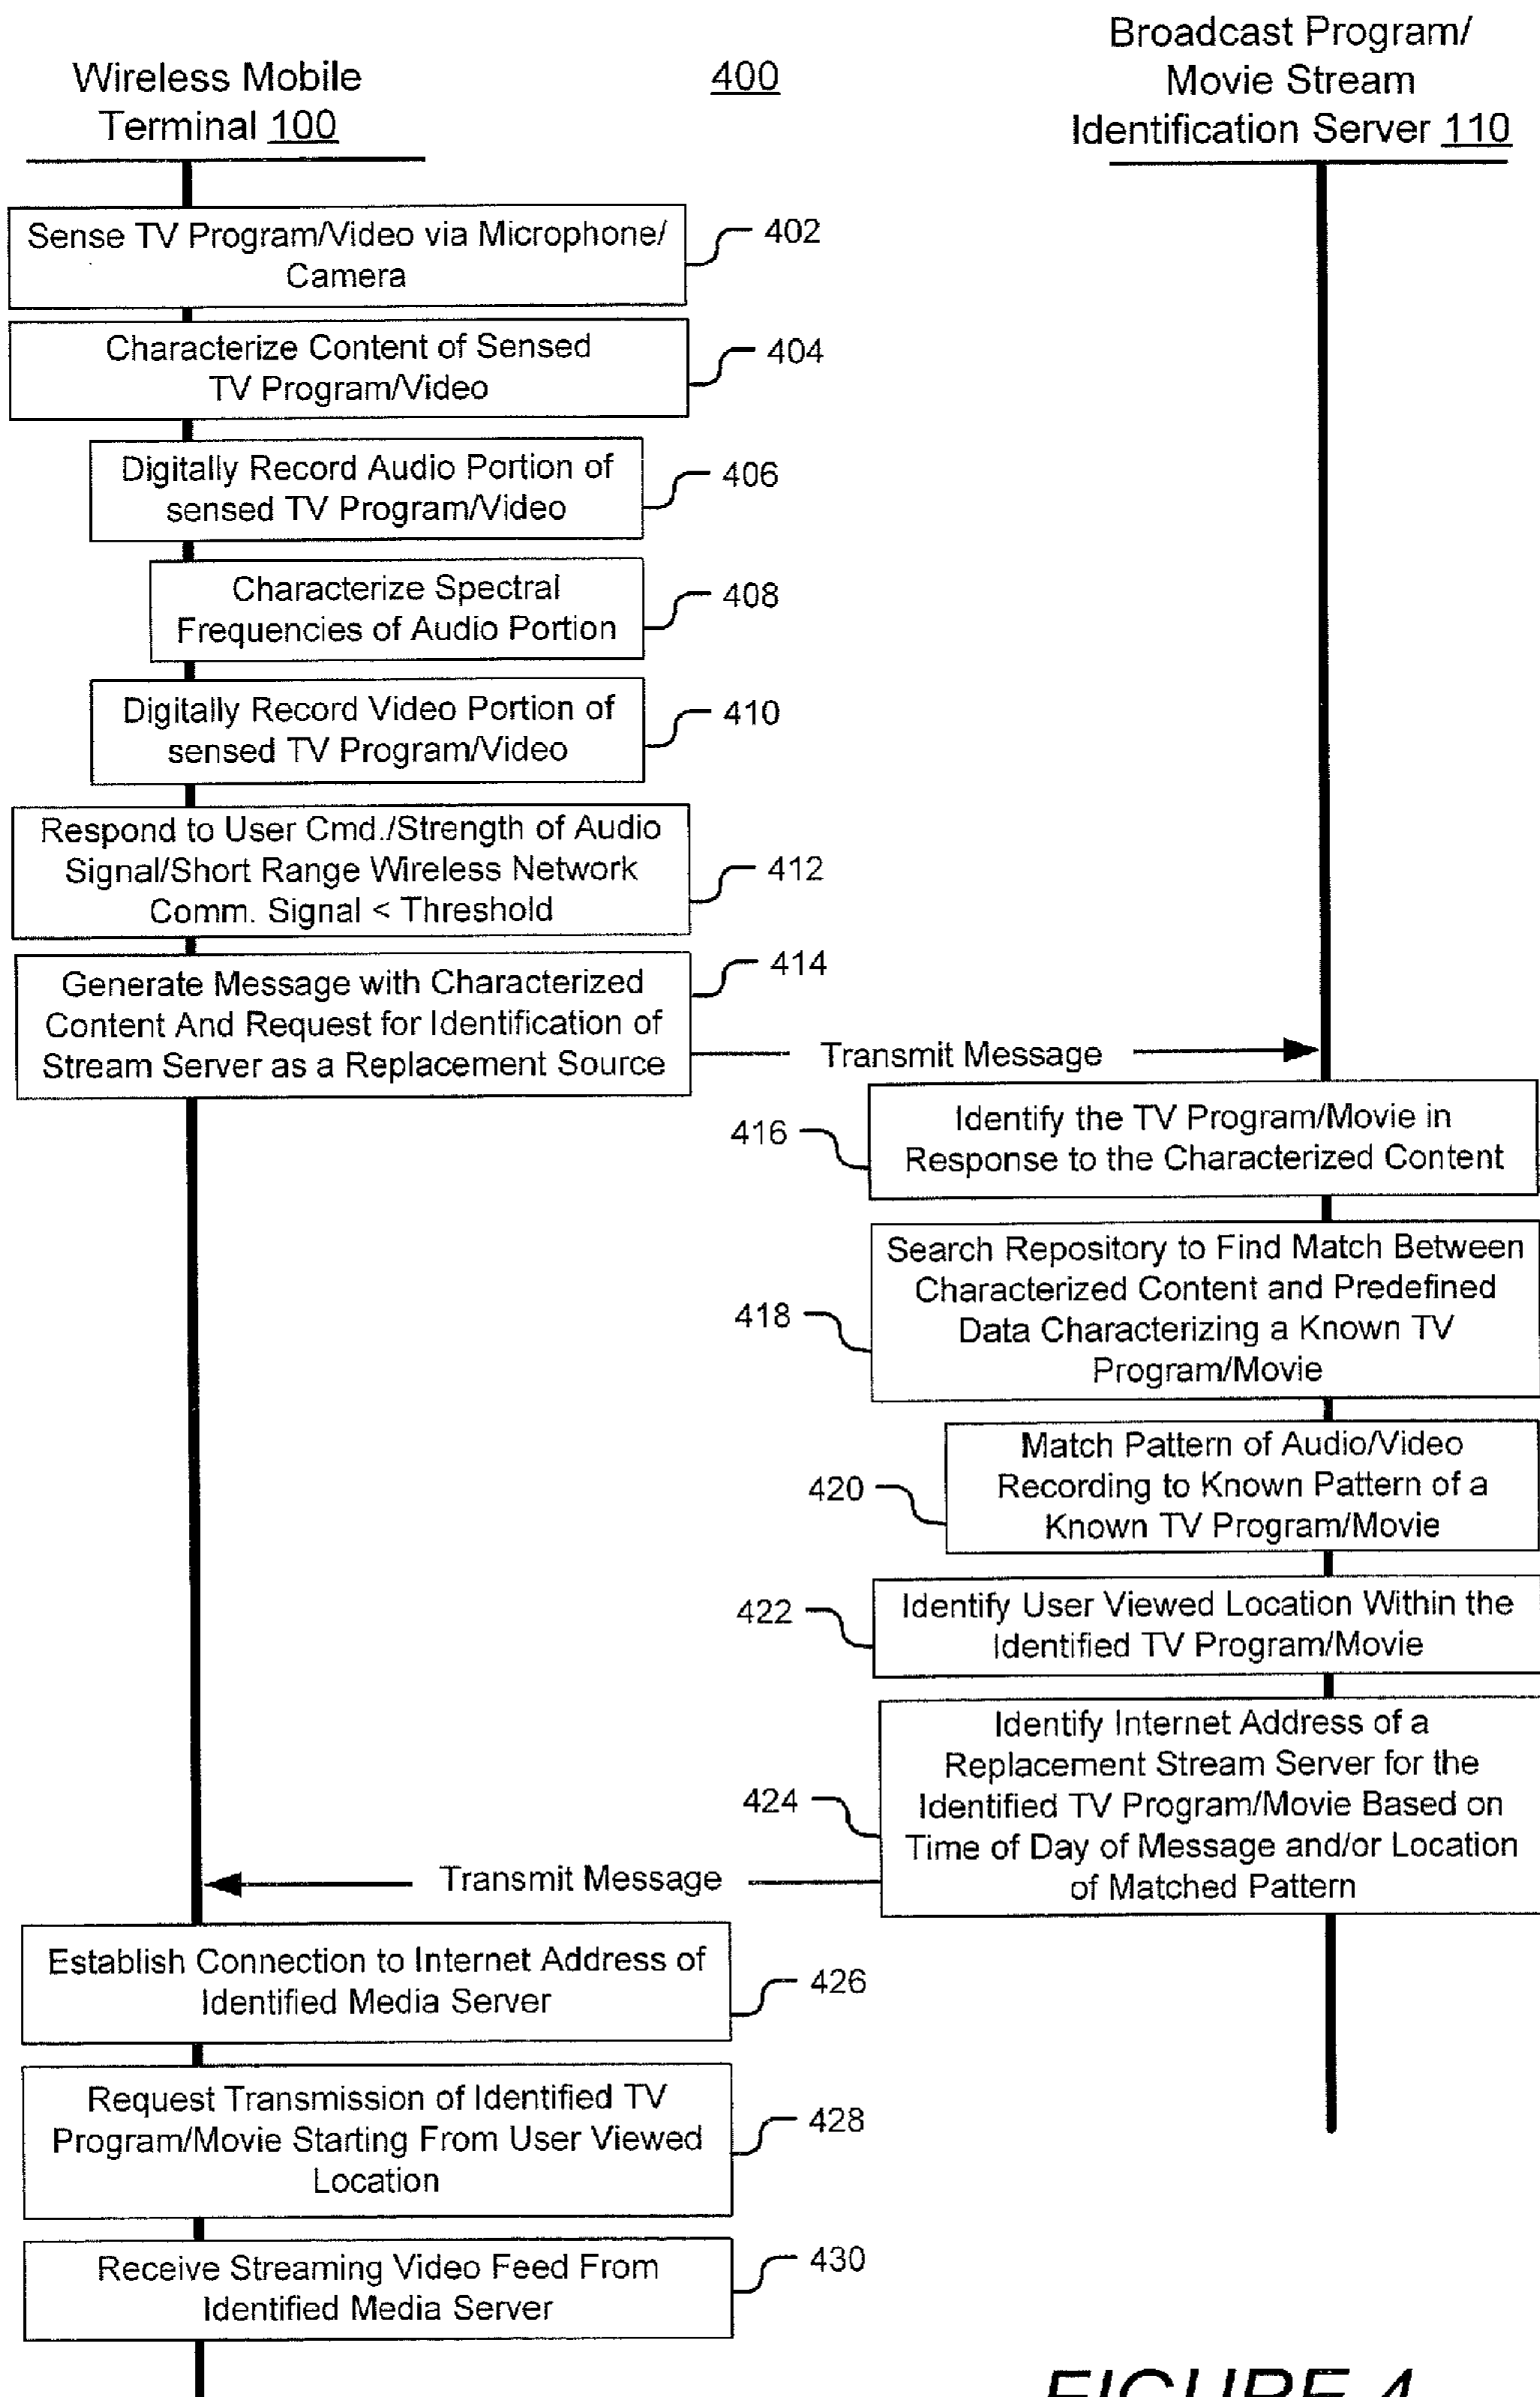 Wireless Mobile
Terminal 100
400
Broadcast Program/
Movie Stream
Identification Server 110
Sense TV Program/Video via Microphone/
Camera
402
Characterize Content of Sensed
TV Program/Video
404
Digitally Record Audio Portion of
sensed TV Program/Video
406
Characterize Spectral
Frequencies of Audio Portion
408
Digitally Record Video Portion of
sensed TV Program/Video
410
Respond to User Cmd./Strength of Audio
Signal/Short Range Wireless Network
Comm. Signal < Threshold
412
Generate Message with Characterized
Content And Request for Identification of
Stream Server as a Replacement Source
414
Transmit Message
416
Identify the TV Program/Movie in
Response to the Characterized Content
418
Search Repository to Find Match Between
Characterized Content and Predefined
Data Characterizing a Known TV
Program/Movie
420
Match Pattern of Audio/Video
Recording to Known Pattern of a
Known TV Program/Movie
422
Identify User Viewed Location Within the
Identified TV Program/Movie
424
Identify Internet Address of a
Replacement Stream Server for the
Identified TV Program/Movie Based on
Time of Day of Message and/or Location
of Matched Pattern
Transmit Message
Establish Connection to Internet Address of
Identified Media Server
426
Request Transmission of Identified TV
Program/Movie Starting From User Viewed
Location
428
Receive Streaming Video Feed From
Identified Media Server
430
FIGURE 4